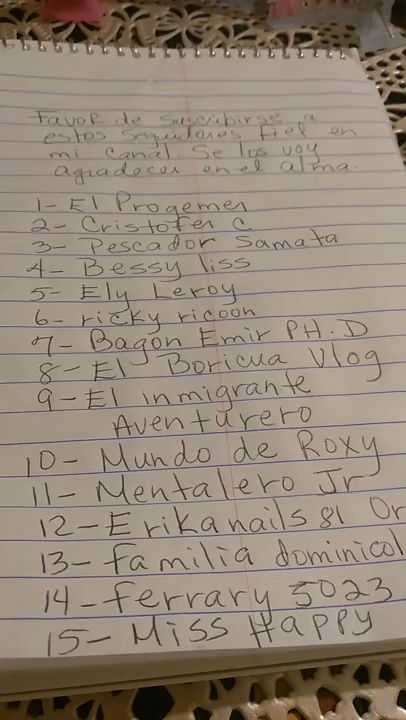 Favor de Suscribirse a
estos Seguidores Fiel en
mi Canal. Se los voy
agradecer en el alma.
1- El Progemer
2- Cristofer C
3- Pescador Samata
4- Bessy liss
5- Ely Leroy
6- ricky ricoon
7- Bagon Emir PH.D
8- El Boricua Vlog
9- El inmigrante
Aventurero
10- Mundo de Roxy
11- Mentalero Jr
12- Erikanails 81 Or
13- familia dominicol
14- ferrary 5023
15- Miss Happy